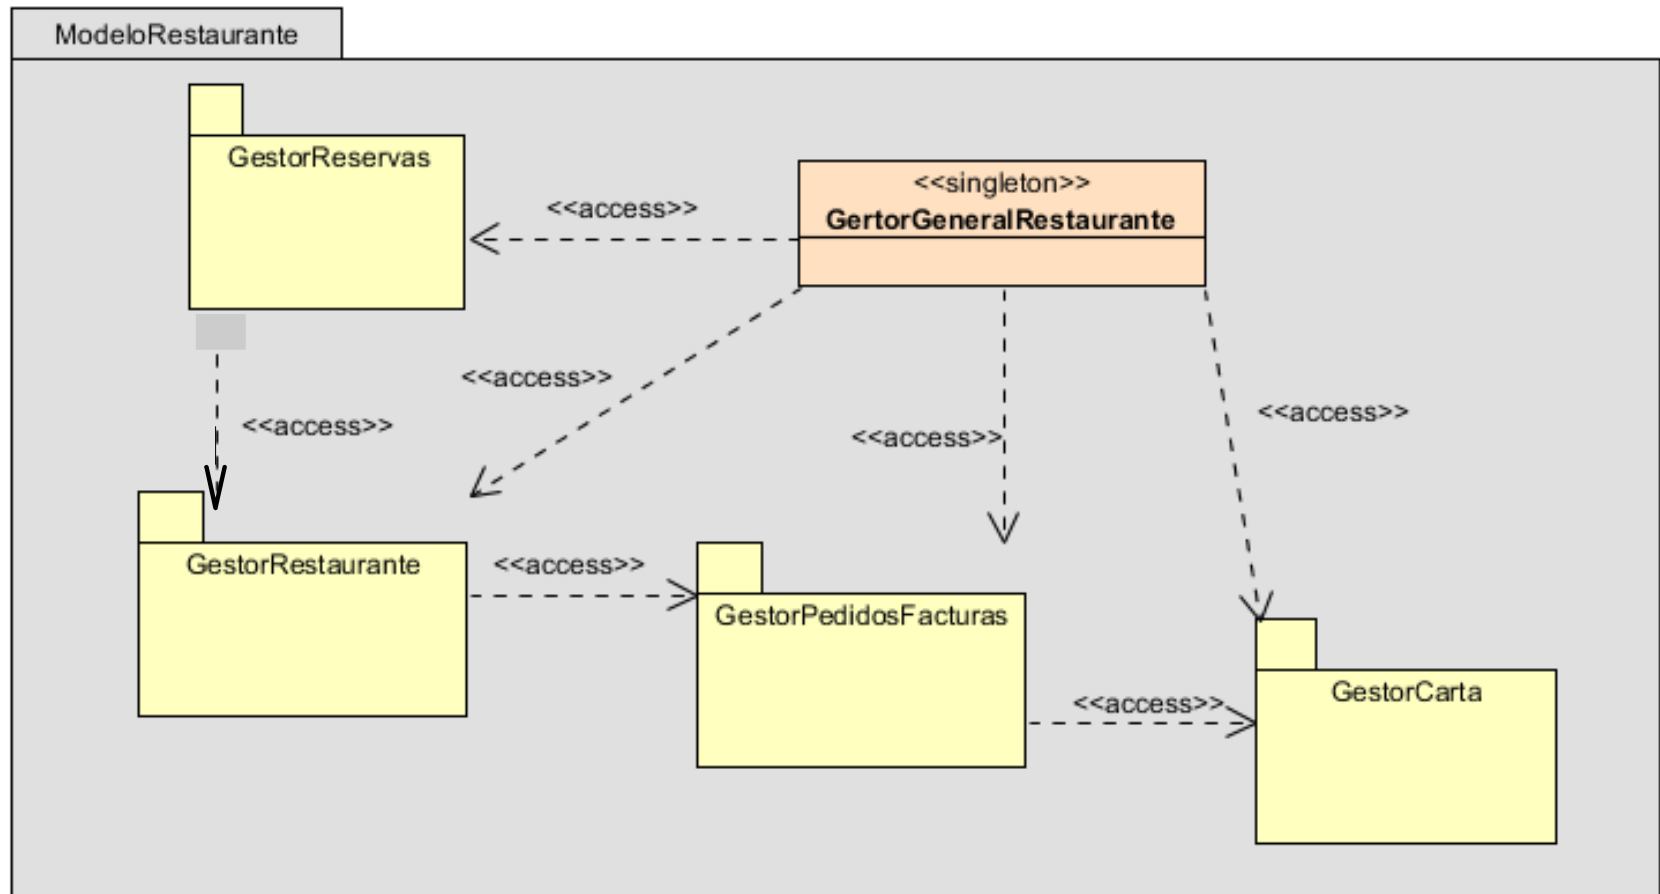 ModeloRestaurante
GestorReservas
<<singleton>>
GertorGeneralRestaurante
<<access>>
<<access>>
<<access>>
<<access>>
<<access>>
GestorRestaurante
<<access>>
GestorPedidosFacturas
<<access>>
GestorCarta